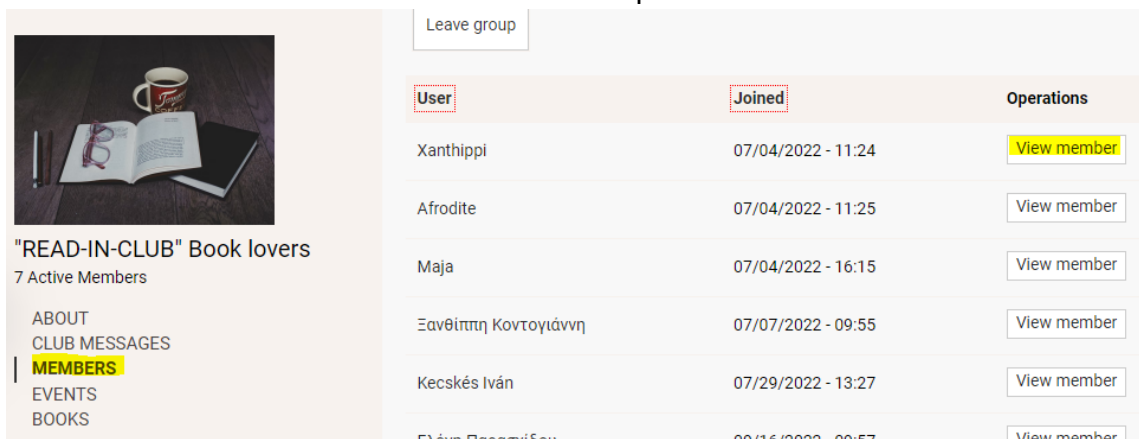 Leave group
User Joined Operations
Xanthippi 07/04/2022 - 11:24 View member
Afrodite 07/04/2022 - 11:25 View member
Maja 07/04/2022 - 16:15 View member
Ξανθίππη Κοντογιάννη 07/07/2022 - 09:55 View member
Kecskés Iván 07/29/2022 - 13:27 View member
View member
"READ-IN-CLUB" Book lovers
7 Active Members
ABOUT
CLUB MESSAGES
MEMBERS
EVENTS
BOOKS